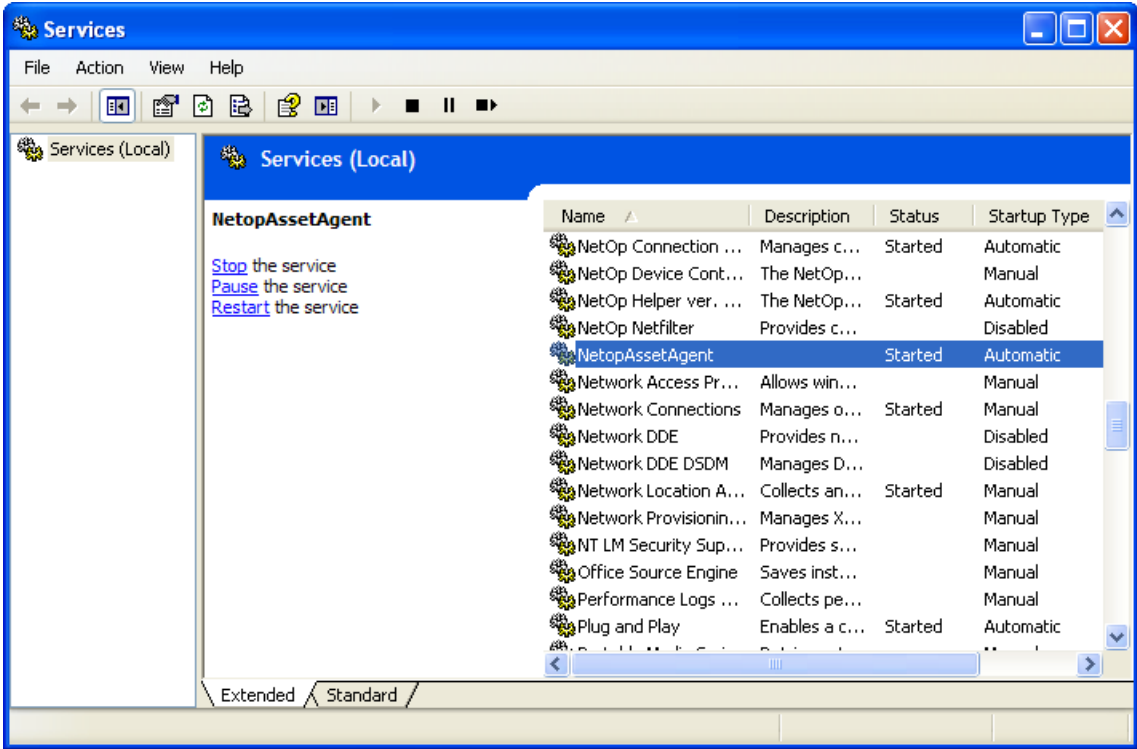 Services
File Action View Help
Services (Local)
Services (Local)
NetopAssetAgent
Stop the service
Pause the service
Restart the service
Name Description Status Startup Type
NetOp Connection ... Manages c... Started Automatic
NetOp Device Cont... The NetOp... Manual
NetOp Helper ver. ... The NetOp... Started Automatic
NetOp Netfilter Provides c... Disabled
NetopAssetAgent Started Automatic
Network Access Pr... Allows win... Manual
Network Connections Manages o... Started Manual
Network DDE Provides n... Disabled
Network DDE DSDM Manages D... Disabled
Network Location A... Collects an... Started Manual
Network Provisionin... Manages X... Manual
NT LM Security Sup... Provides s... Manual
Office Source Engine Saves inst... Manual
Performance Logs ... Collects pe... Manual
Plug and Play Enables a c... Started Automatic
Extended Standard